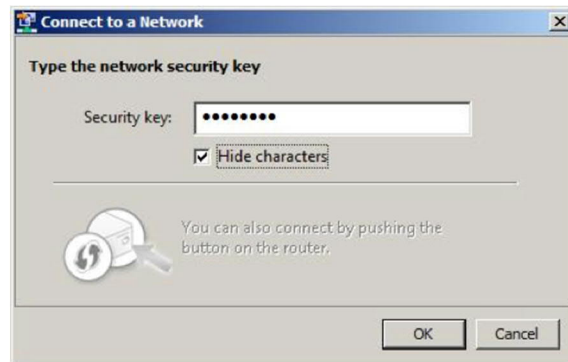 Connect to a Network
Type the network security key
Security key: ••••••••
Hide characters
You can also connect by pushing the
button on the router.
OK Cancel